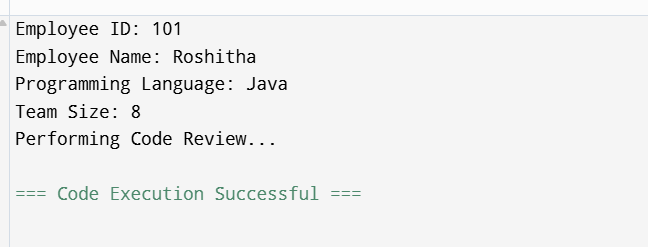 Employee ID: 101
Employee Name: Roshitha
Programming Language: Java
Team Size: 8
Performing Code Review...
=== Code Execution Successful ===